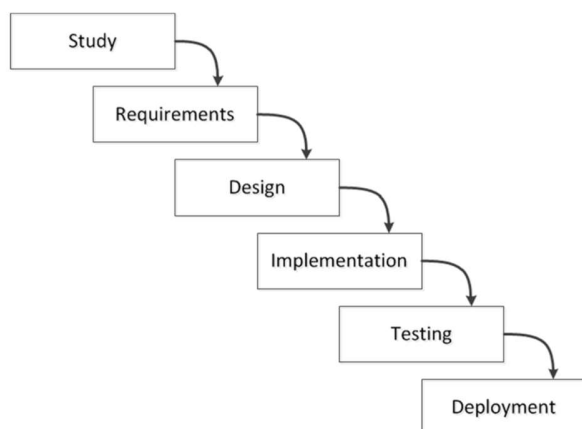 Study
Requirements
Design
Implementation
Testing
Deployment